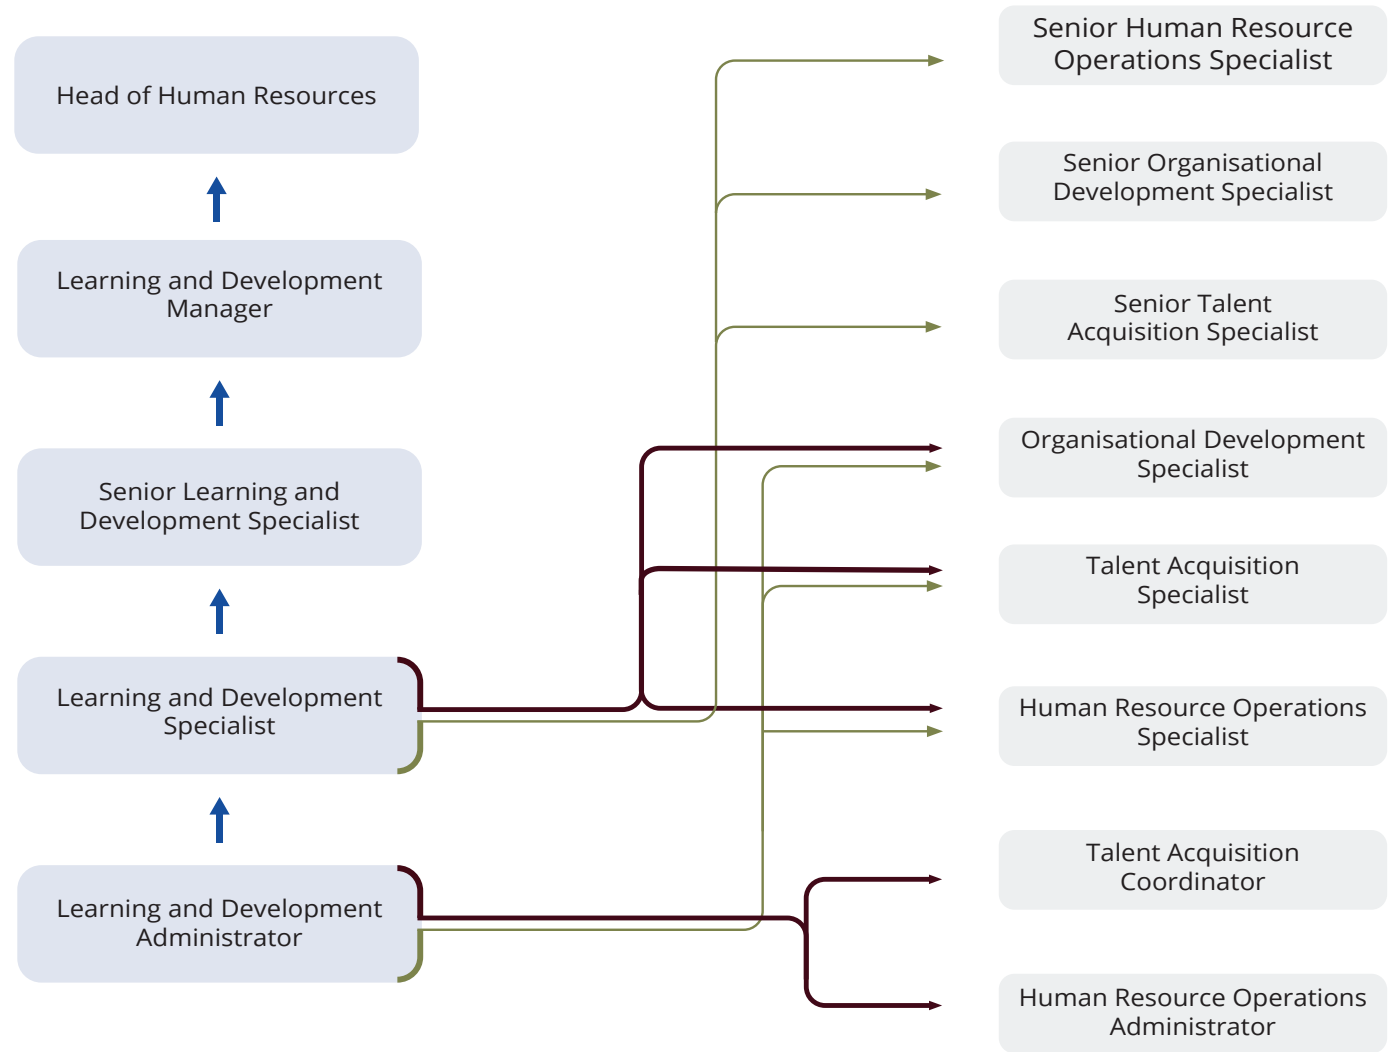 Head of Human Resources
Learning and Development
Manager
Senior Learning and
Development Specialist
Learning and Development
Specialist
Learning and Development
Administrator
Senior Human Resource
Operations Specialist
Senior Organisational
Development Specialist
Senior Talent
Acquisition Specialist
Organisational Development
Specialist
Talent Acquisition
Specialist
Human Resource Operations
Specialist
Talent Acquisition
Coordinator
Human Resource Operations
Administrator